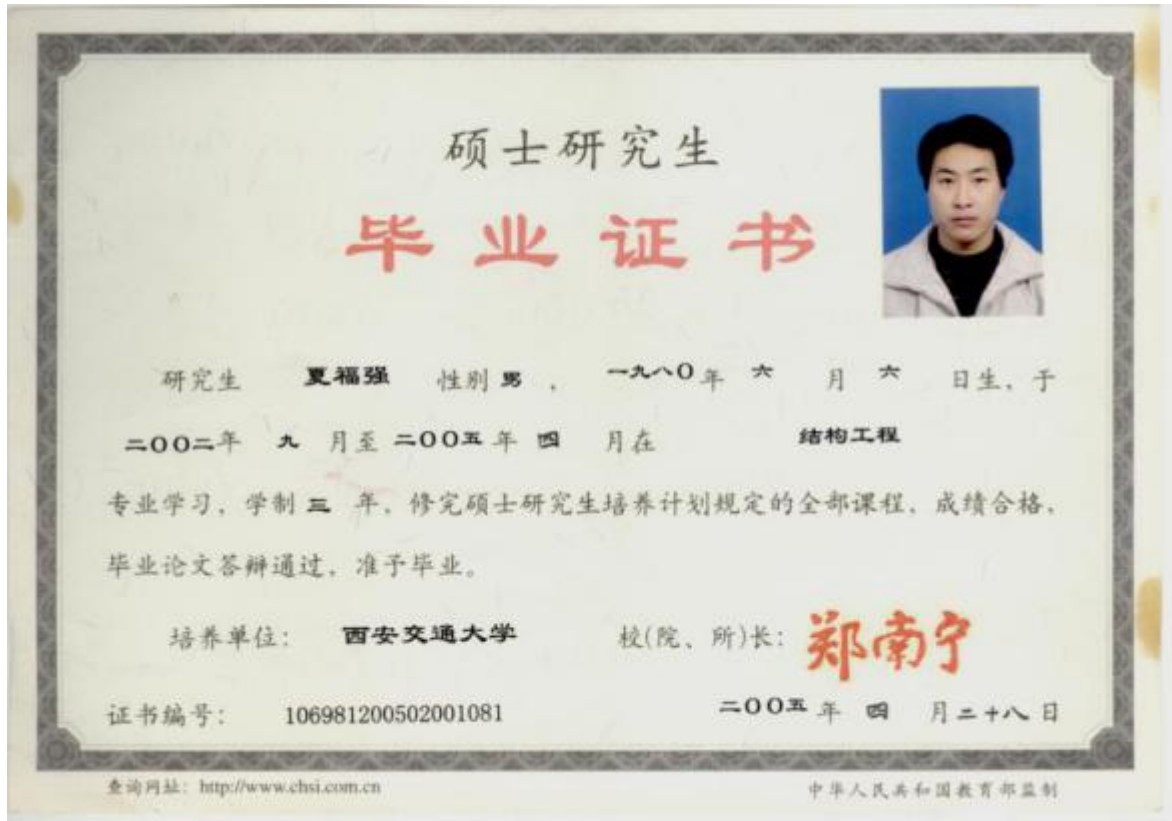 硕士研究生
毕业证书
研究生 夏福强 性别 男 ， 一九八〇年 六 月 六 日生，于
二〇〇二年 九 月至 二〇〇五 年 四 月在 结构工程
专业学习，学制 三 年，修完硕士研究生培养计划规定的全部课程，成绩合格，
毕业论文答辩通过，准予毕业。
培养单位： 西安交通大学 校(院、所)长： 郑南宁
证书编号： 106981200502001081 二〇〇五 年 四 月二十八日
查询网址：http://www.chsi.com.cn 中华人民共和国教育部监制